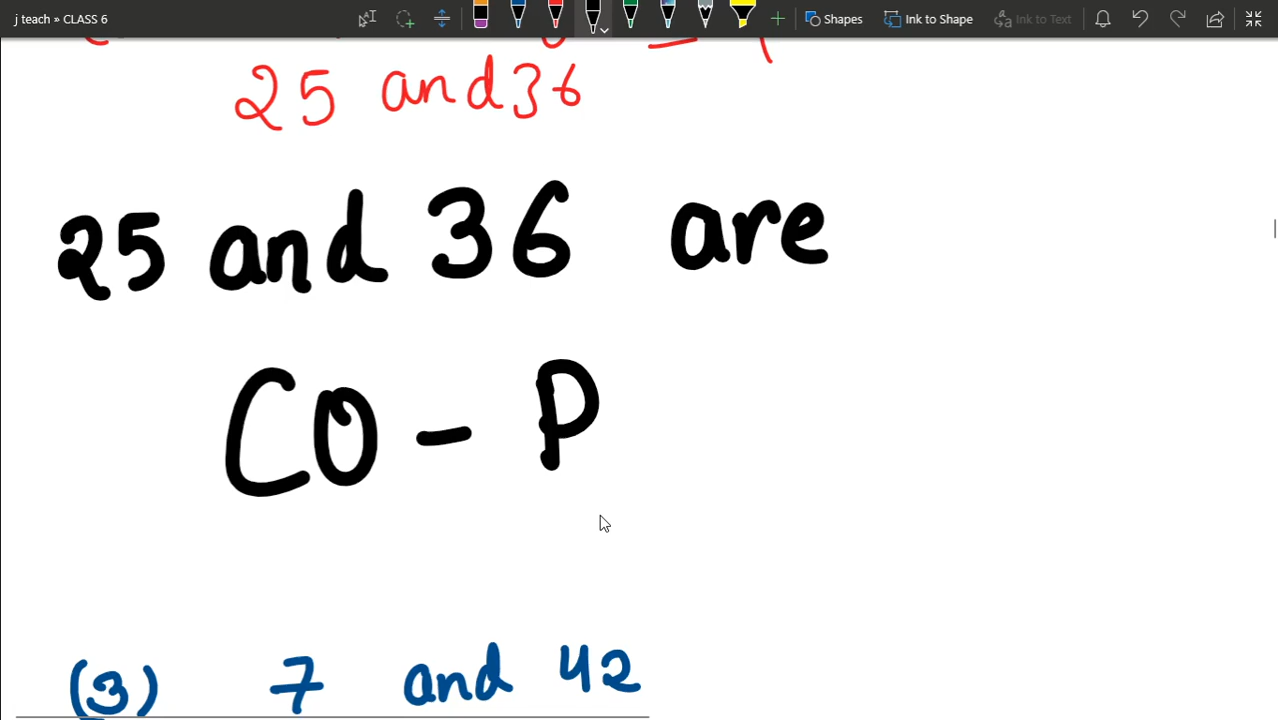 j teach » CLASS 6
Shapes
Ink to Shape
Ink to Text
25 and 36
25 and 36 are
CO - P
(3) 7 and 42